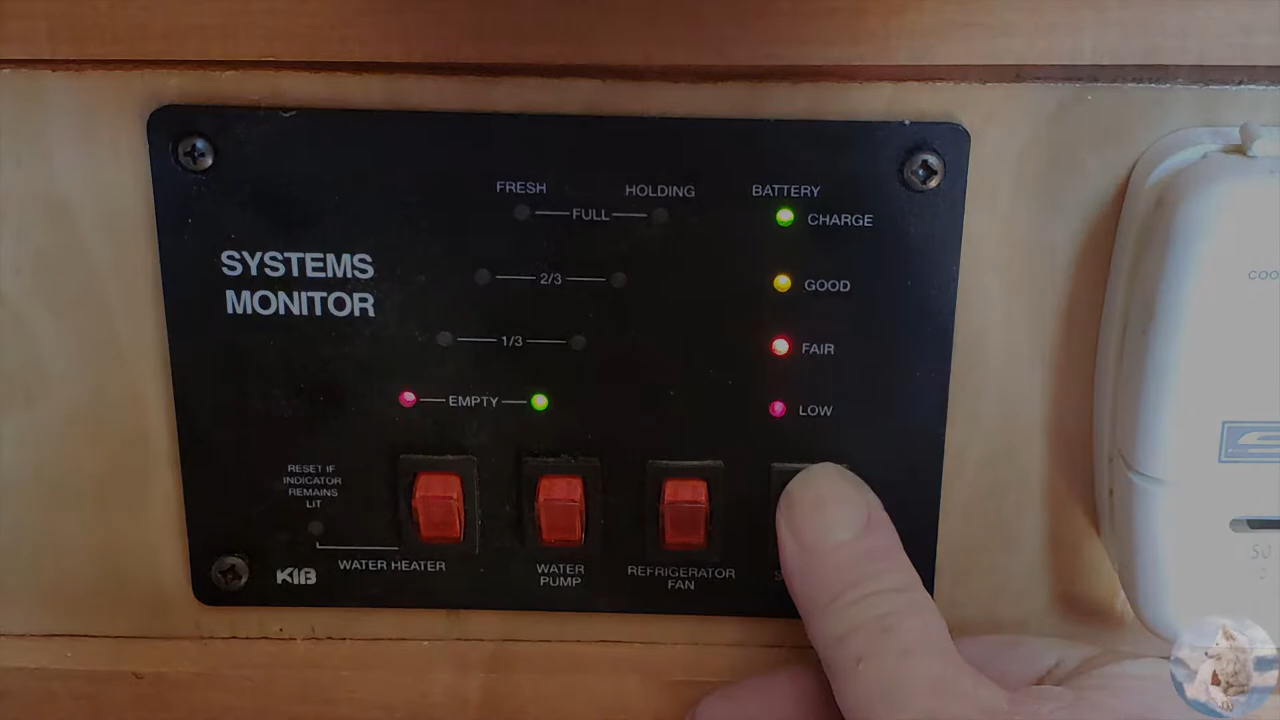 FRESH
HOLDING
BATTERY
FULL
CHARGE
SYSTEMS
MONITOR
2/3
GOOD
1/3
FAIR
EMPTY
LOW
RESET IF
INDICATOR
REMAINS
LIT
KIB
WATER HEATER
WATER
PUMP
REFRIGERATOR
FAN